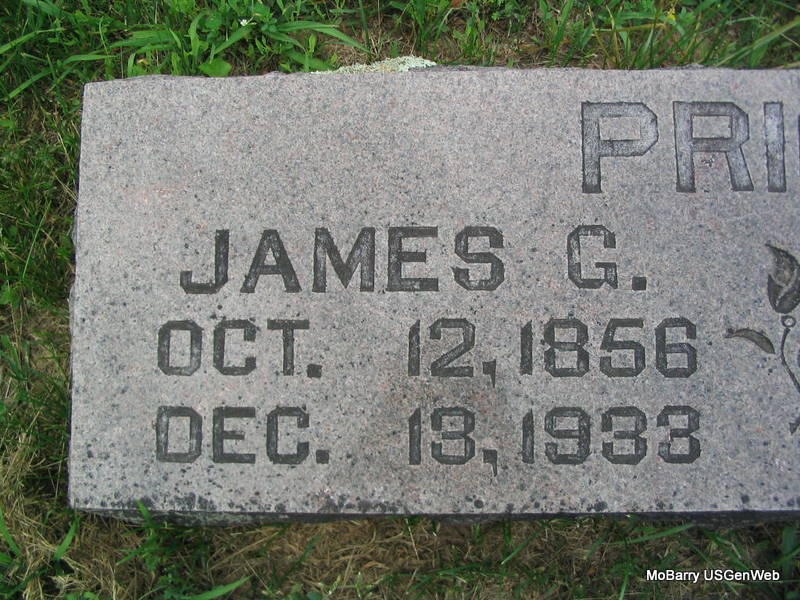 PRI
JAMES G.
OCT. 12, 1856
DEC. 13, 1933
MoBarry USGenWeb